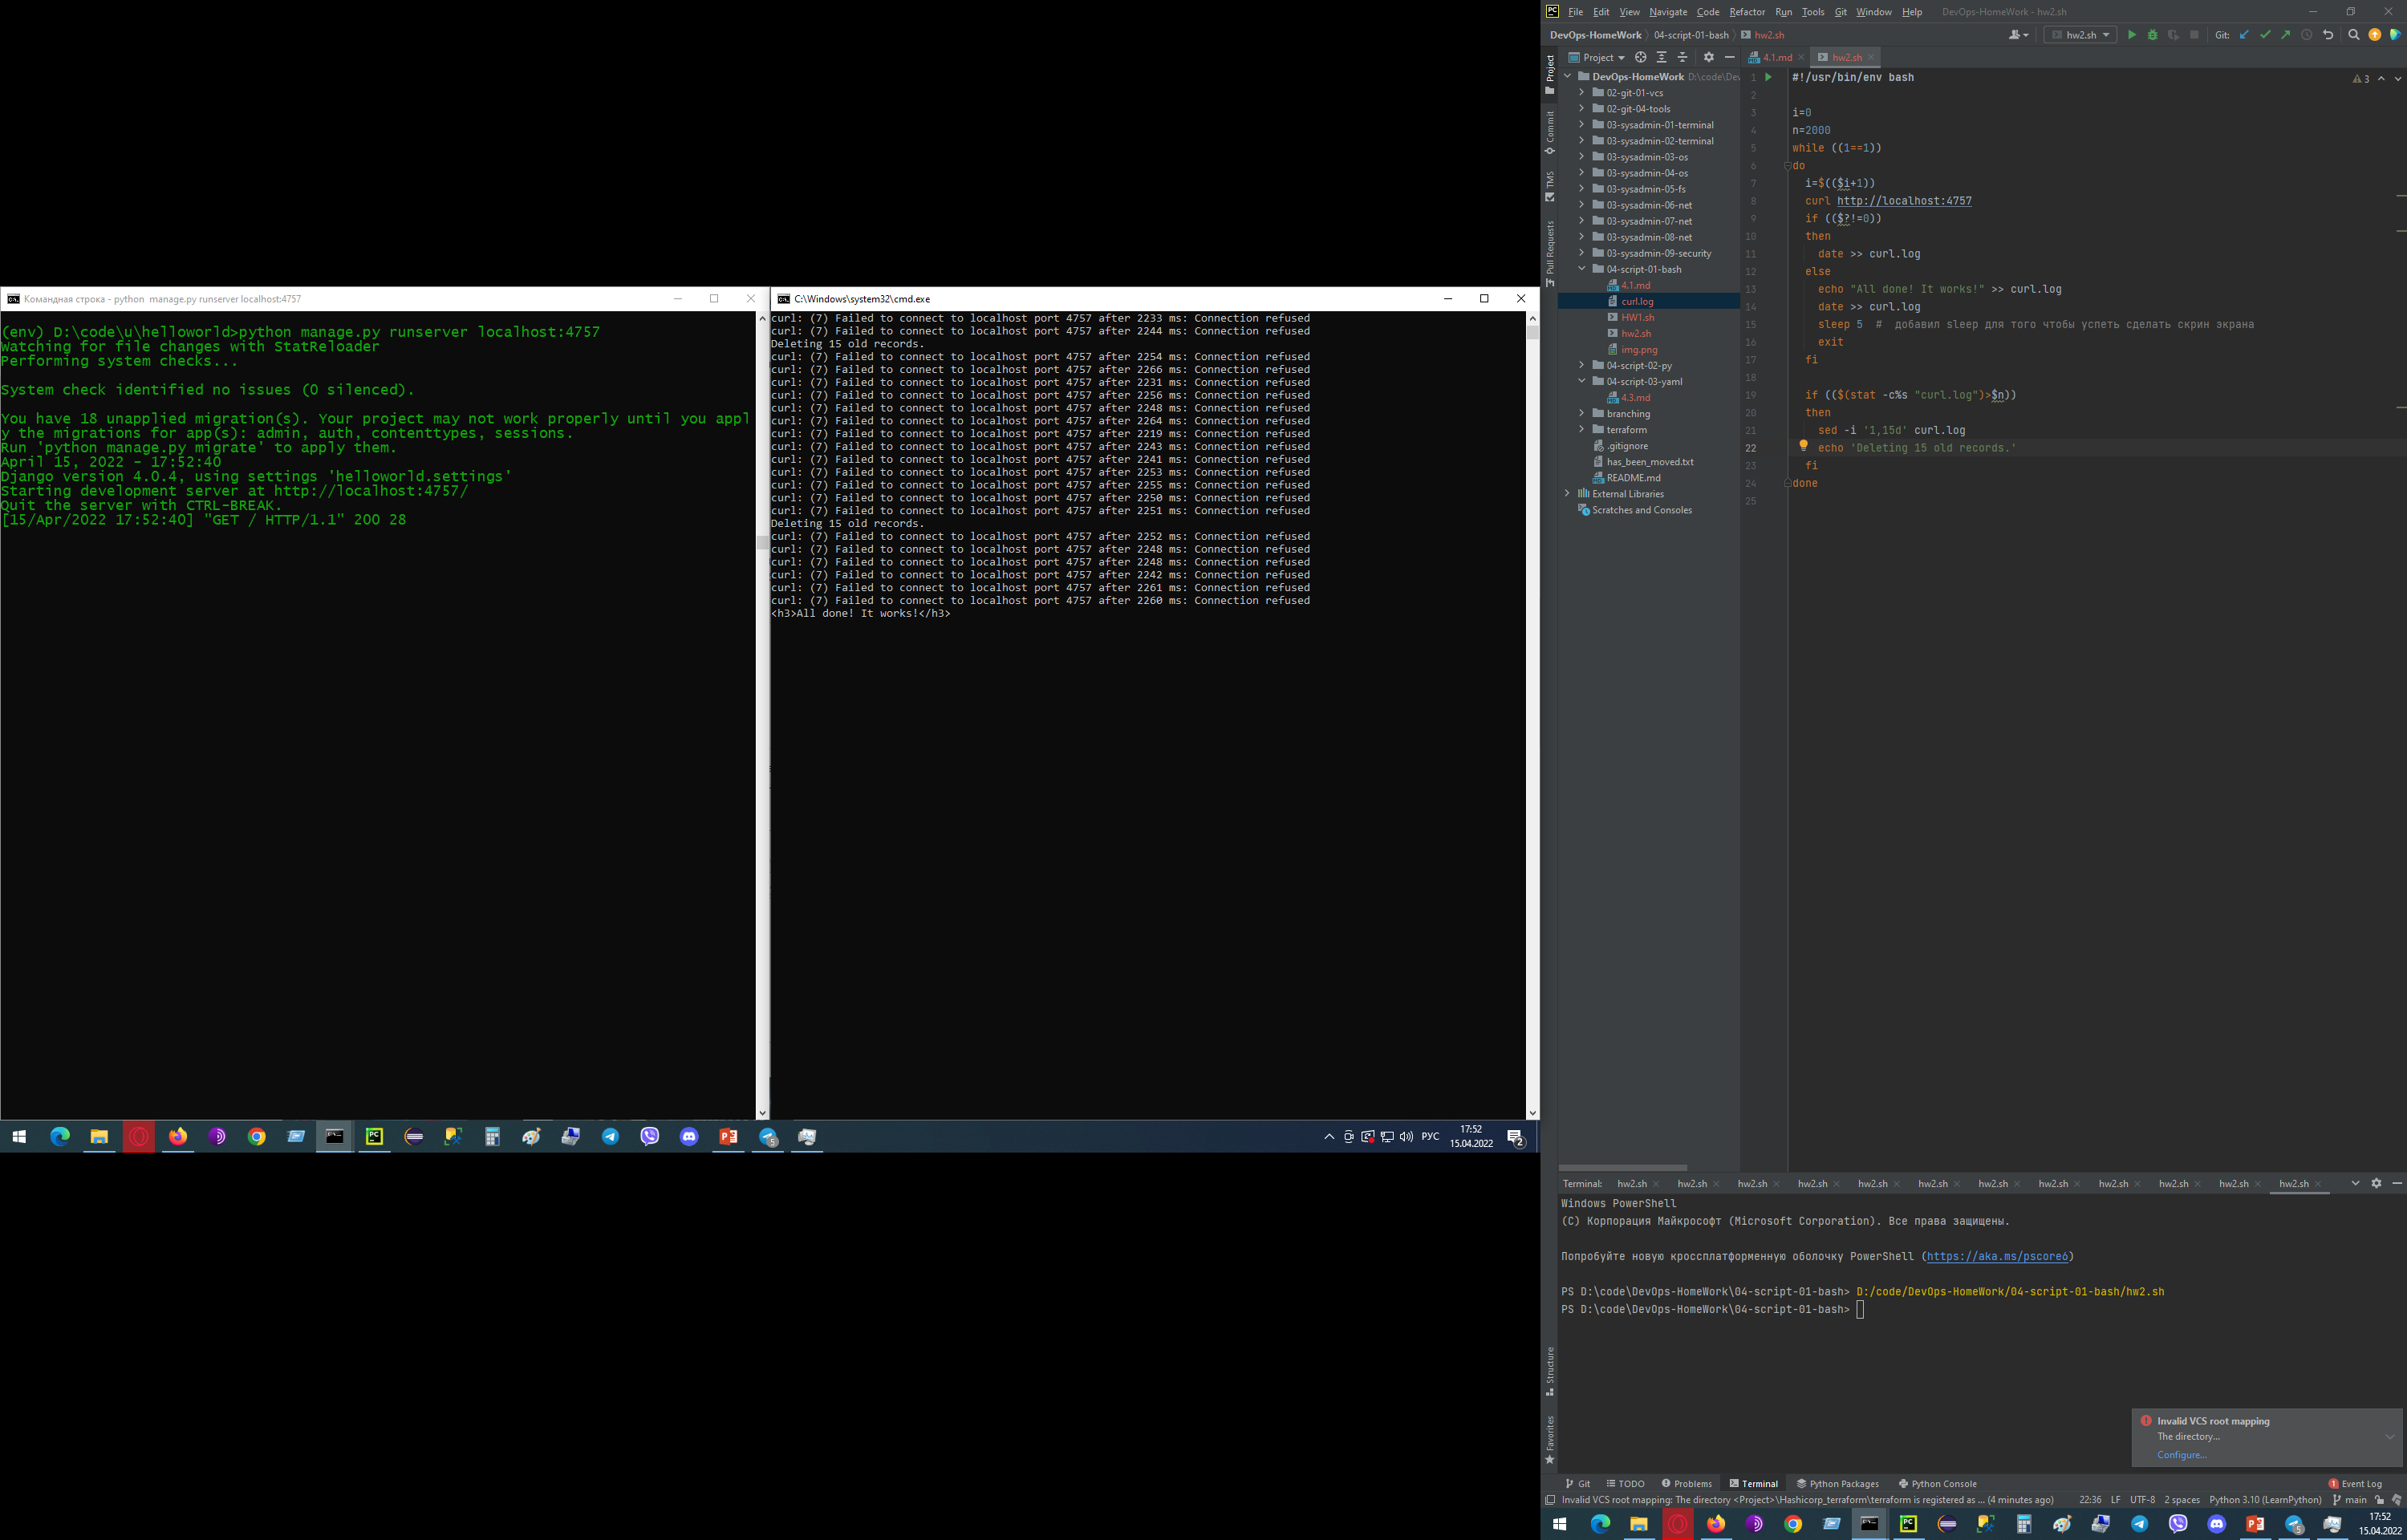 Командная строка - python  manage.py runserver localhost:4757
(env) D:\code\u\helloworld>python manage.py runserver localhost:4757
Watching for file changes with StatReloader
Performing system checks...
System check identified no issues (0 silenced).
You have 18 unapplied migration(s). Your project may not work properly until you appl
y the migrations for app(s): admin, auth, contenttypes, sessions.
Run 'python manage.py migrate' to apply them.
April 15, 2022 - 17:52:40
Django version 4.0.4, using settings 'helloworld.settings'
Starting development server at http://localhost:4757/
Quit the server with CTRL-BREAK.
[15/Apr/2022 17:52:40] "GET / HTTP/1.1" 200 28
C:\Windows\system32\cmd.exe
curl: (7) Failed to connect to localhost port 4757 after 2233 ms: Connection refused
curl: (7) Failed to connect to localhost port 4757 after 2244 ms: Connection refused
Deleting 15 old records.
curl: (7) Failed to connect to localhost port 4757 after 2254 ms: Connection refused
curl: (7) Failed to connect to localhost port 4757 after 2266 ms: Connection refused
curl: (7) Failed to connect to localhost port 4757 after 2231 ms: Connection refused
curl: (7) Failed to connect to localhost port 4757 after 2256 ms: Connection refused
curl: (7) Failed to connect to localhost port 4757 after 2248 ms: Connection refused
curl: (7) Failed to connect to localhost port 4757 after 2264 ms: Connection refused
curl: (7) Failed to connect to localhost port 4757 after 2219 ms: Connection refused
curl: (7) Failed to connect to localhost port 4757 after 2243 ms: Connection refused
curl: (7) Failed to connect to localhost port 4757 after 2241 ms: Connection refused
curl: (7) Failed to connect to localhost port 4757 after 2253 ms: Connection refused
curl: (7) Failed to connect to localhost port 4757 after 2255 ms: Connection refused
curl: (7) Failed to connect to localhost port 4757 after 2250 ms: Connection refused
curl: (7) Failed to connect to localhost port 4757 after 2251 ms: Connection refused
Deleting 15 old records.
curl: (7) Failed to connect to localhost port 4757 after 2252 ms: Connection refused
curl: (7) Failed to connect to localhost port 4757 after 2248 ms: Connection refused
curl: (7) Failed to connect to localhost port 4757 after 2248 ms: Connection refused
curl: (7) Failed to connect to localhost port 4757 after 2242 ms: Connection refused
curl: (7) Failed to connect to localhost port 4757 after 2261 ms: Connection refused
curl: (7) Failed to connect to localhost port 4757 after 2260 ms: Connection refused
<h3>All done! It works!</h3>
РУС
17:52
15.04.2022
2
File Edit View Navigate Code Refactor Run Tools Git Window Help DevOps-HomeWork - hw2.sh
DevOps-HomeWork 04-script-01-bash hw2.sh
hw2.sh Git:
Project
4.1.md hw2.sh
Project
Commit
TMS
Pull Requests
Structure
Favorites
DevOps-HomeWork D:\code\Dev
02-git-01-vcs
02-git-04-tools
03-sysadmin-01-terminal
03-sysadmin-02-terminal
03-sysadmin-03-os
03-sysadmin-04-os
03-sysadmin-05-fs
03-sysadmin-06-net
03-sysadmin-07-net
03-sysadmin-08-net
03-sysadmin-09-security
04-script-01-bash
4.1.md
curl.log
HW1.sh
hw2.sh
img.png
04-script-02-py
04-script-03-yaml
4.3.md
branching
terraform
.gitignore
has_been_moved.txt
README.md
External Libraries
Scratches and Consoles
3
1 #!/usr/bin/env bash
2
3 i=0
4 n=2000
5 while ((1==1))
6 do
7   i=$(($i+1))
8   curl http://localhost:4757
9   if (($?!=0))
10   then
11     date >> curl.log
12   else
13     echo "All done! It works!" >> curl.log
14     date >> curl.log
15     sleep 5  #  добавил sleep для того чтобы успеть сделать скрин экрана
16     exit
17   fi
18
19   if (($(stat -c%s "curl.log")>$n))
20   then
21     sed -i '1,15d' curl.log
22     echo 'Deleting 15 old records.'
23   fi
24 done
25
Terminal: hw2.sh hw2.sh hw2.sh hw2.sh hw2.sh hw2.sh hw2.sh hw2.sh hw2.sh hw2.sh hw2.sh hw2.sh
Windows PowerShell
(C) Корпорация Майкрософт (Microsoft Corporation). Все права защищены.
Попробуйте новую кроссплатформенную оболочку PowerShell (https://aka.ms/pscore6)
PS D:\code\DevOps-HomeWork\04-script-01-bash> D:/code/DevOps-HomeWork/04-script-01-bash/hw2.sh
PS D:\code\DevOps-HomeWork\04-script-01-bash>
Invalid VCS root mapping
The directory...
Configure...
Git TODO Problems Terminal Python Packages Python Console 1 Event Log
Invalid VCS root mapping: The directory <Project>\Hashicorp_terraform\terraform is registered as ... (4 minutes ago) 22:36 LF UTF-8 2 spaces Python 3.10 (LearnPython) main
17:52
15.04.2022